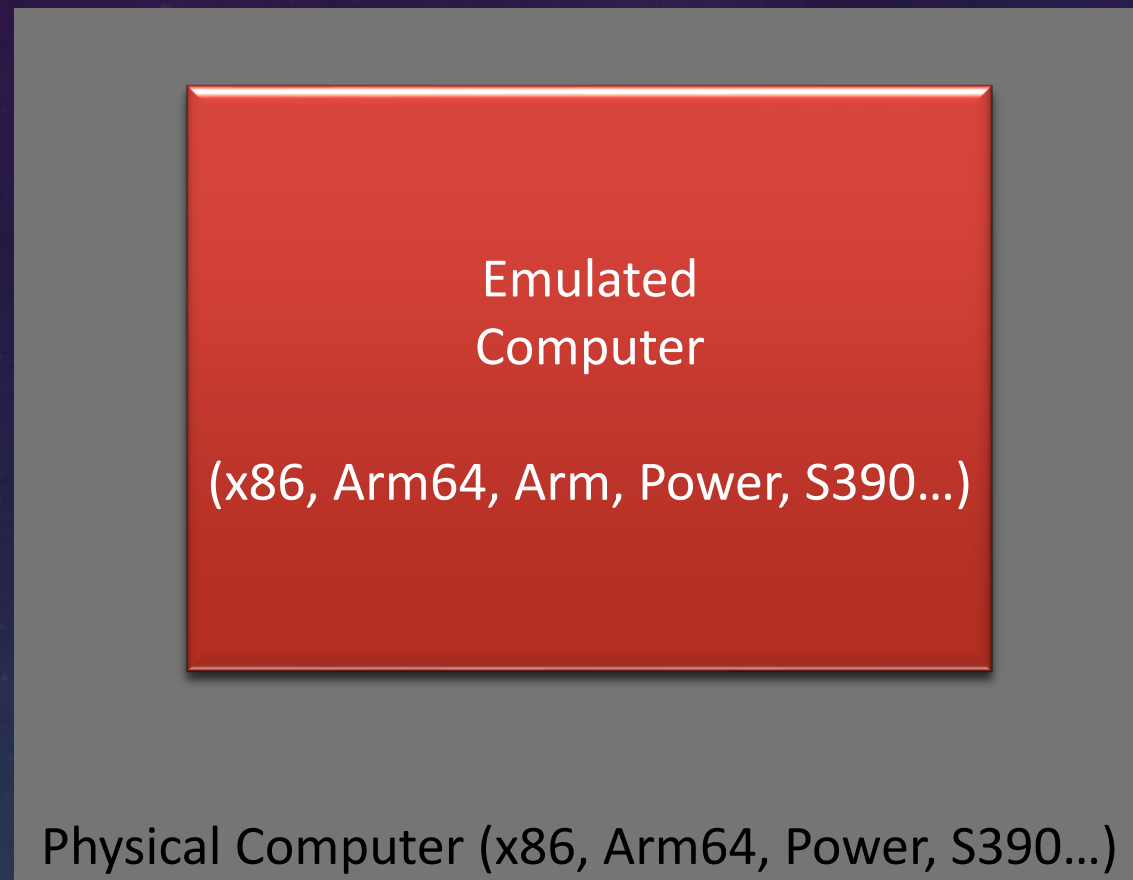 Emulated
Computer
(x86, Arm64, Arm, Power, S390…)
Physical Computer (x86, Arm64, Power, S390…)